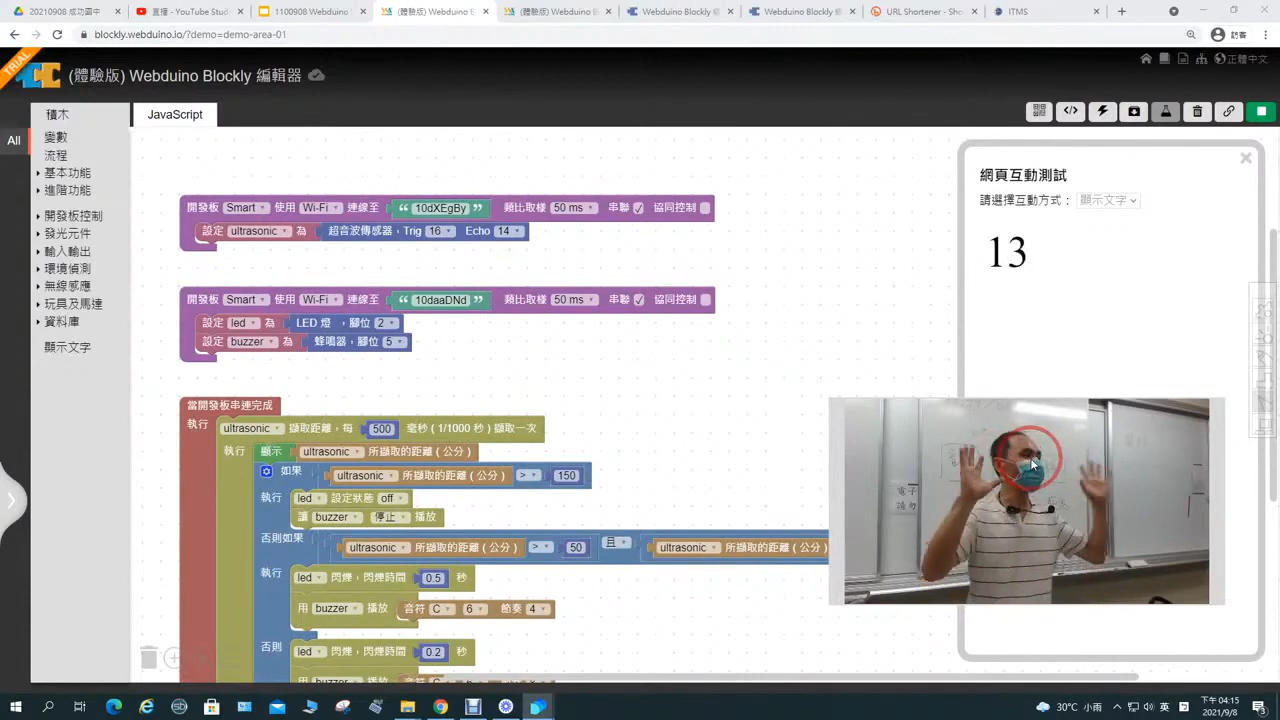 20210908 成功國中
直播 - YouTube Studi
1100908 Webduino
(體驗版) Webduino Bloc
(體驗版) Webduino Blo
Webduino Blockly 編
Webduino Blockly 編
URL Shortener - Sho
ITMS
blockly.webduino.io/?demo=demo-area-01
訪客
TRIAL
(體驗版) Webduino Blockly 編輯器
正體中文
積木
JavaScript
All
變數
流程
基本功能
進階功能
開發板控制
發光元件
輸入輸出
環境偵測
無線感應
玩具及馬達
資料庫
顯示文字
開發板 Smart 使用 Wi-Fi 連線至 “ 10dXEgBy ” 類比取樣 50 ms 串聯 協同控制
設定 ultrasonic 為 超音波傳感器，Trig 16 Echo 14
開發板 Smart 使用 Wi-Fi 連線至 “ 10daaDNd ” 類比取樣 50 ms 串聯 協同控制
設定 led 為 LED 燈 ，腳位 2
設定 buzzer 為 蜂鳴器，腳位 5
當開發板串連完成
執行 ultrasonic 擷取距離，每 500 毫秒 ( 1/1000 秒 ) 擷取一次
執行 顯示 ultrasonic 所擷取的距離 ( 公分 )
如果 ultrasonic 所擷取的距離 ( 公分 ) > 150
執行 led 設定狀態 off
讓 buzzer 停止 播放
否則如果 ultrasonic 所擷取的距離 ( 公分 ) > 50 且 ultrasonic 所擷取的距離 ( 公分 )
執行 led 閃爍，閃爍時間 0.5 秒
用 buzzer 播放 音符 C 6 節奏 4
否則 led 閃爍，閃爍時間 0.2 秒
用 buzzer 播放 音符 C
網頁互動測試
請選擇互動方式： 顯示文字
13
電子
請勿
30°C 小雨
英
下午 04:15
2021/9/8
3